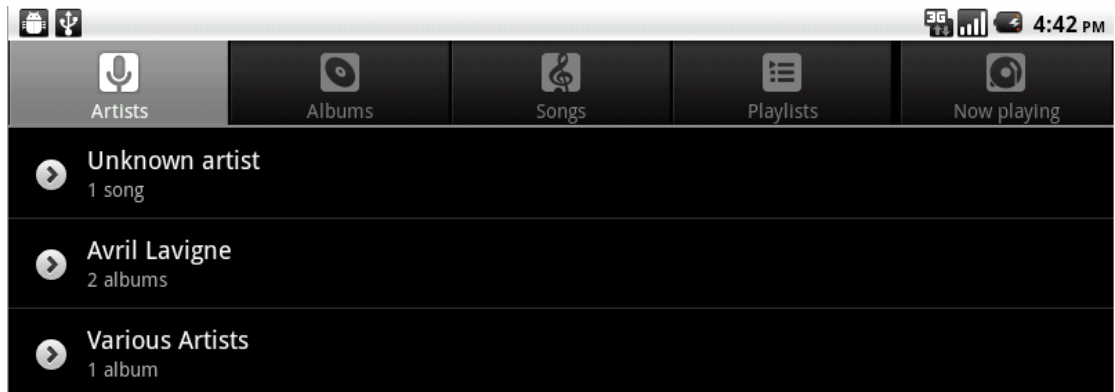 3G 4:42 PM
Artists Albums Songs Playlists Now playing
Unknown artist
1 song
Avril Lavigne
2 albums
Various Artists
1 album